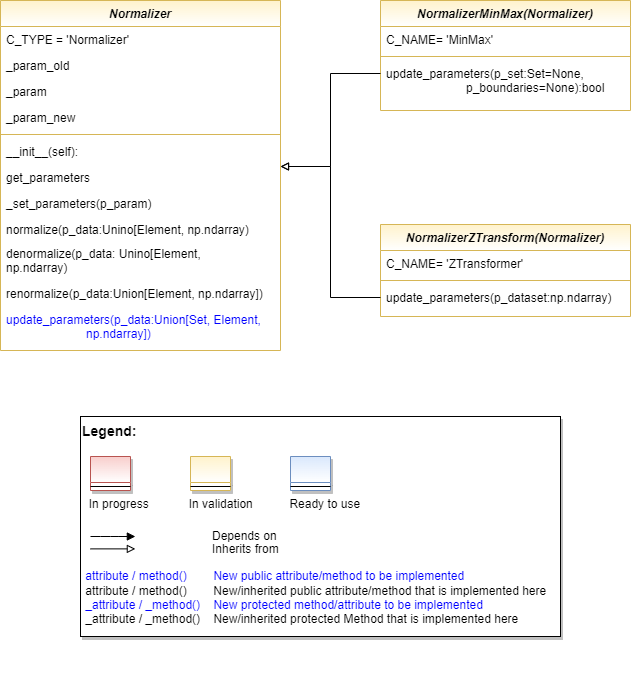 Normalizer
C_TYPE = 'Normalizer'
_param_old
_param
_param_new
__init__(self):
get_parameters
_set_parameters(p_param)
normalize(p_data:Unino[Element, np.ndarray)
denormalize(p_data: Unino[Element,
np.ndarray)
renormalize(p_data:Union[Element, np.ndarray])
update_parameters(p_data:Union[Set, Element,
np.ndarray])
NormalizerMinMax(Normalizer)
C_NAME= 'MinMax'
update_parameters(p_set:Set=None,
p_boundaries=None):bool
NormalizerZTransform(Normalizer)
C_NAME= 'ZTransformer'
update_parameters(p_dataset:np.ndarray)
Legend:
In progress
In validation
Ready to use
Depends on
Inherits from
attribute / method() New public attribute/method to be implemented
attribute / method() New/inherited public attribute/method that is implemented here
_attribute / _method() New protected method/attribute to be implemented
_attribute / _method() New/inherited protected Method that is implemented here